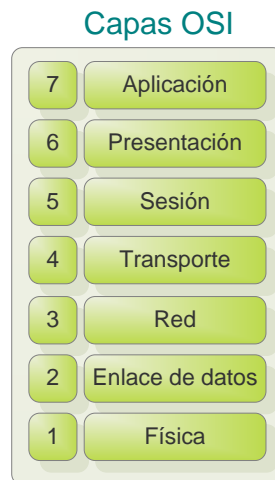 Capas OSI
7 Aplicación
6 Presentación
5 Sesión
4 Transporte
3 Red
2 Enlace de datos
1 Física